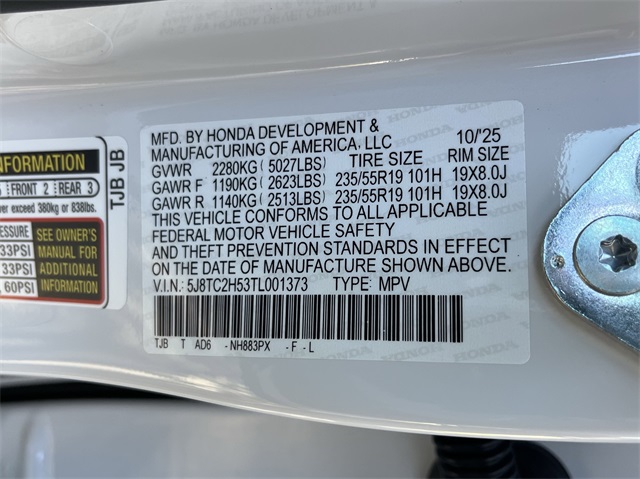 MFD. BY HONDA DEVELOPMENT &
MANUFACTURING OF AMERICA, LLC 10/'25
GVWR 2280KG (5027LBS) TIRE SIZE RIM SIZE
GAWR F 1190KG (2623LBS) 235/55R19 101H 19X8.0J
GAWR R 1140KG (2513LBS) 235/55R19 101H 19X8.0J
THIS VEHICLE CONFORMS TO ALL APPLICABLE
FEDERAL MOTOR VEHICLE SAFETY
AND THEFT PREVENTION STANDARDS IN EFFECT
ON THE DATE OF MANUFACTURE SHOWN ABOVE.
V.I.N.: 5J8TC2H53TL001373 TYPE: MPV
TJB T AD6 -NH883PX -F -L
INFORMATION
FRONT 2 REAR 3
exceed 380kg or 838lbs.
TJB JB
33PSI
33PSI
60PSI
SEE OWNER'S
MANUAL FOR
ADDITIONAL
INFORMATION